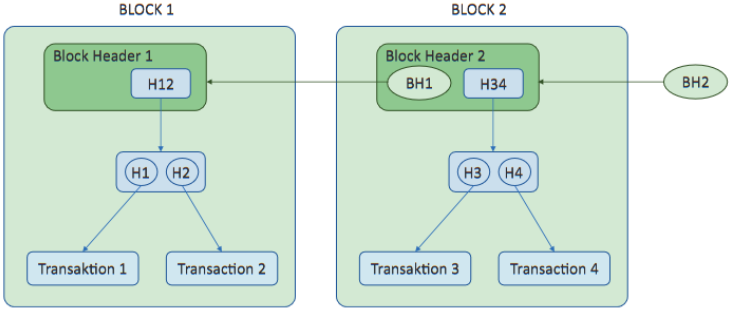 BLOCK 1
BLOCK 2
Block Header 1
H12
Block Header 2
BH1
H34
BH2
H1
H2
H3
H4
Transaktion 1
Transaction 2
Transaktion 3
Transaction 4